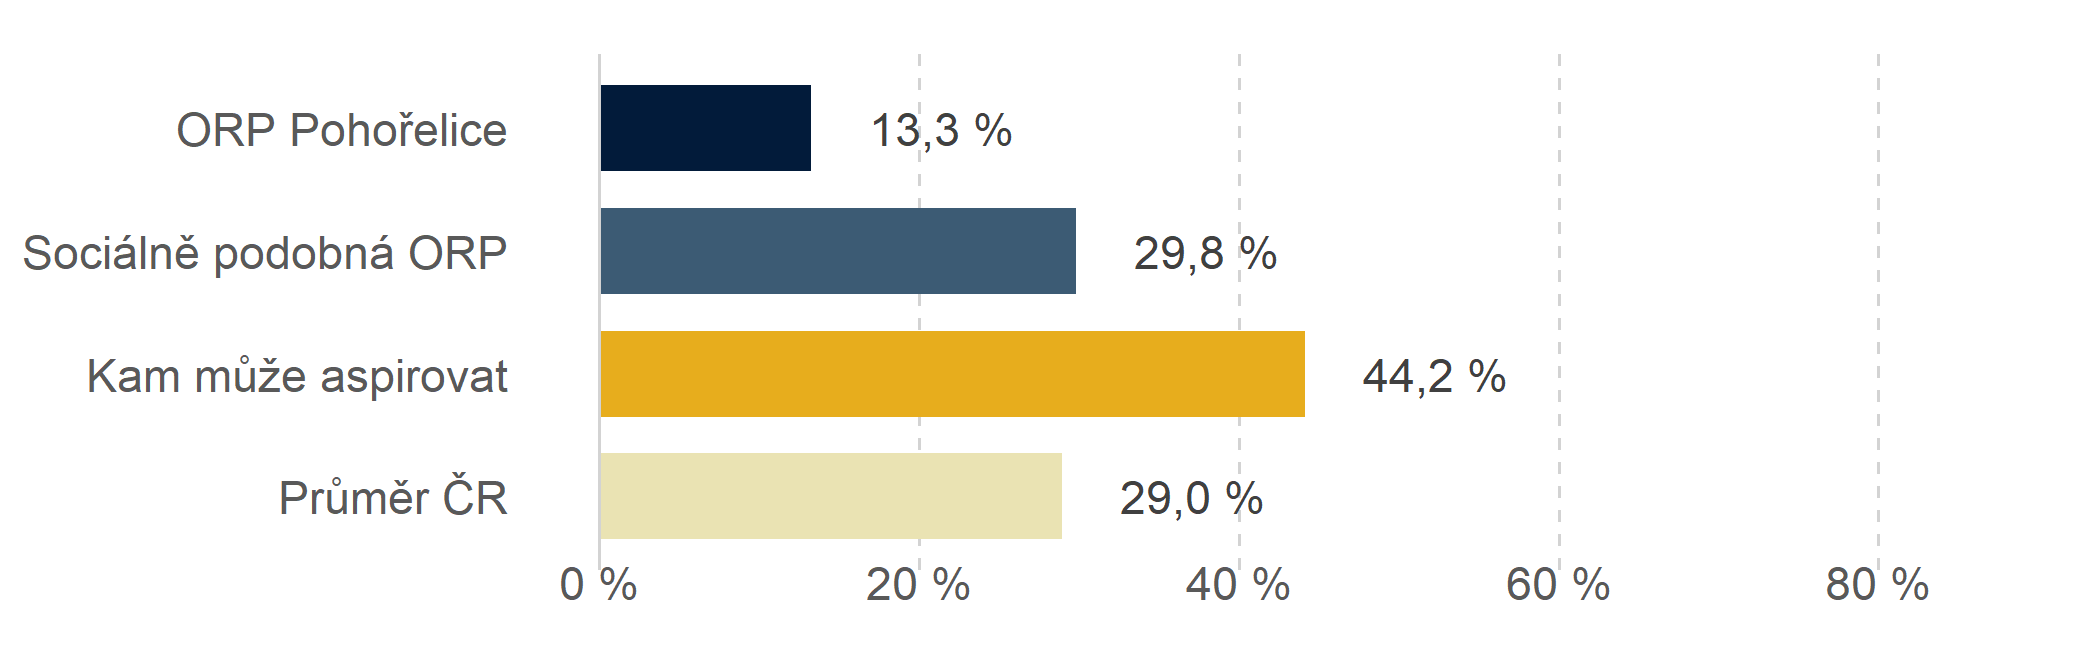 ORP Pohořelice 13,3 %
Sociálně podobná ORP 29,8 %
Kam může aspirovat 44,2 %
Průměr ČR 29,0 %
0 % 20 % 40 % 60 % 80 %